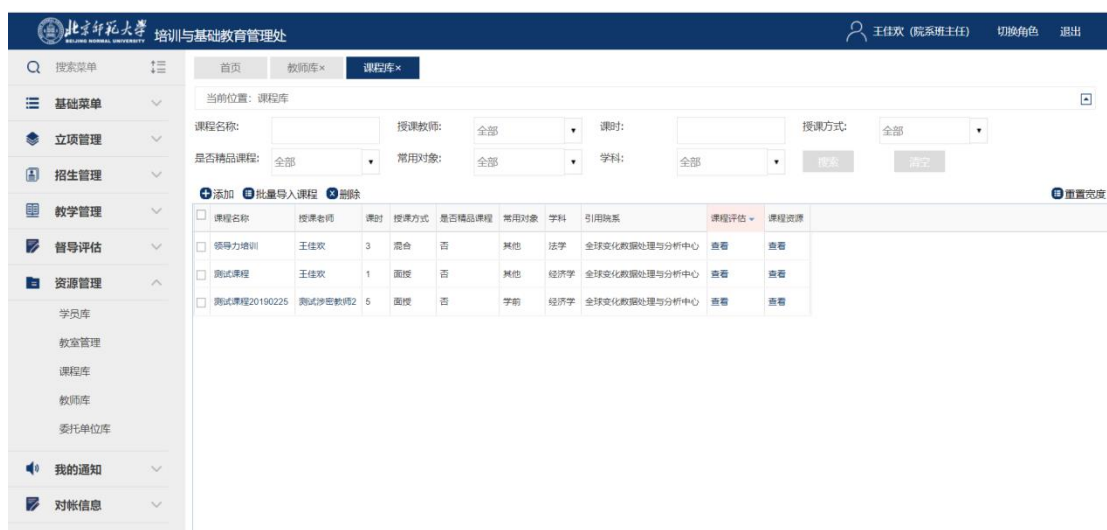 北京师范大学 培训与基础教育管理处 王佳欢 (院系班主任) 切换角色 退出
BEIJING NORMAL UNIVERSITY
搜索菜单
首页 教师库× 课程库×
当前位置：课程库
基础菜单
立项管理
招生管理
教学管理
督导评估
资源管理
学员库
教室管理
课程库
教师库
委托单位库
我的通知
对帐信息
课程名称: 授课教师: 全部 课时: 授课方式: 全部
是否精品课程: 全部 常用对象: 全部 学科: 全部 搜索 清空
添加 批量导入课程 删除 重置宽度
课程名称 授课老师 课时 授课方式 是否精品课程 常用对象 学科 引用院系 课程评估 课程资源
领导力培训 王佳欢 3 混合 否 其他 法学 全球变化数据处理与分析中心 查看 查看
测试课程 王佳欢 1 面授 否 其他 经济学 全球变化数据处理与分析中心 查看 查看
测试课程20190225 测试涉密教师2 5 面授 否 学前 经济学 全球变化数据处理与分析中心 查看 查看